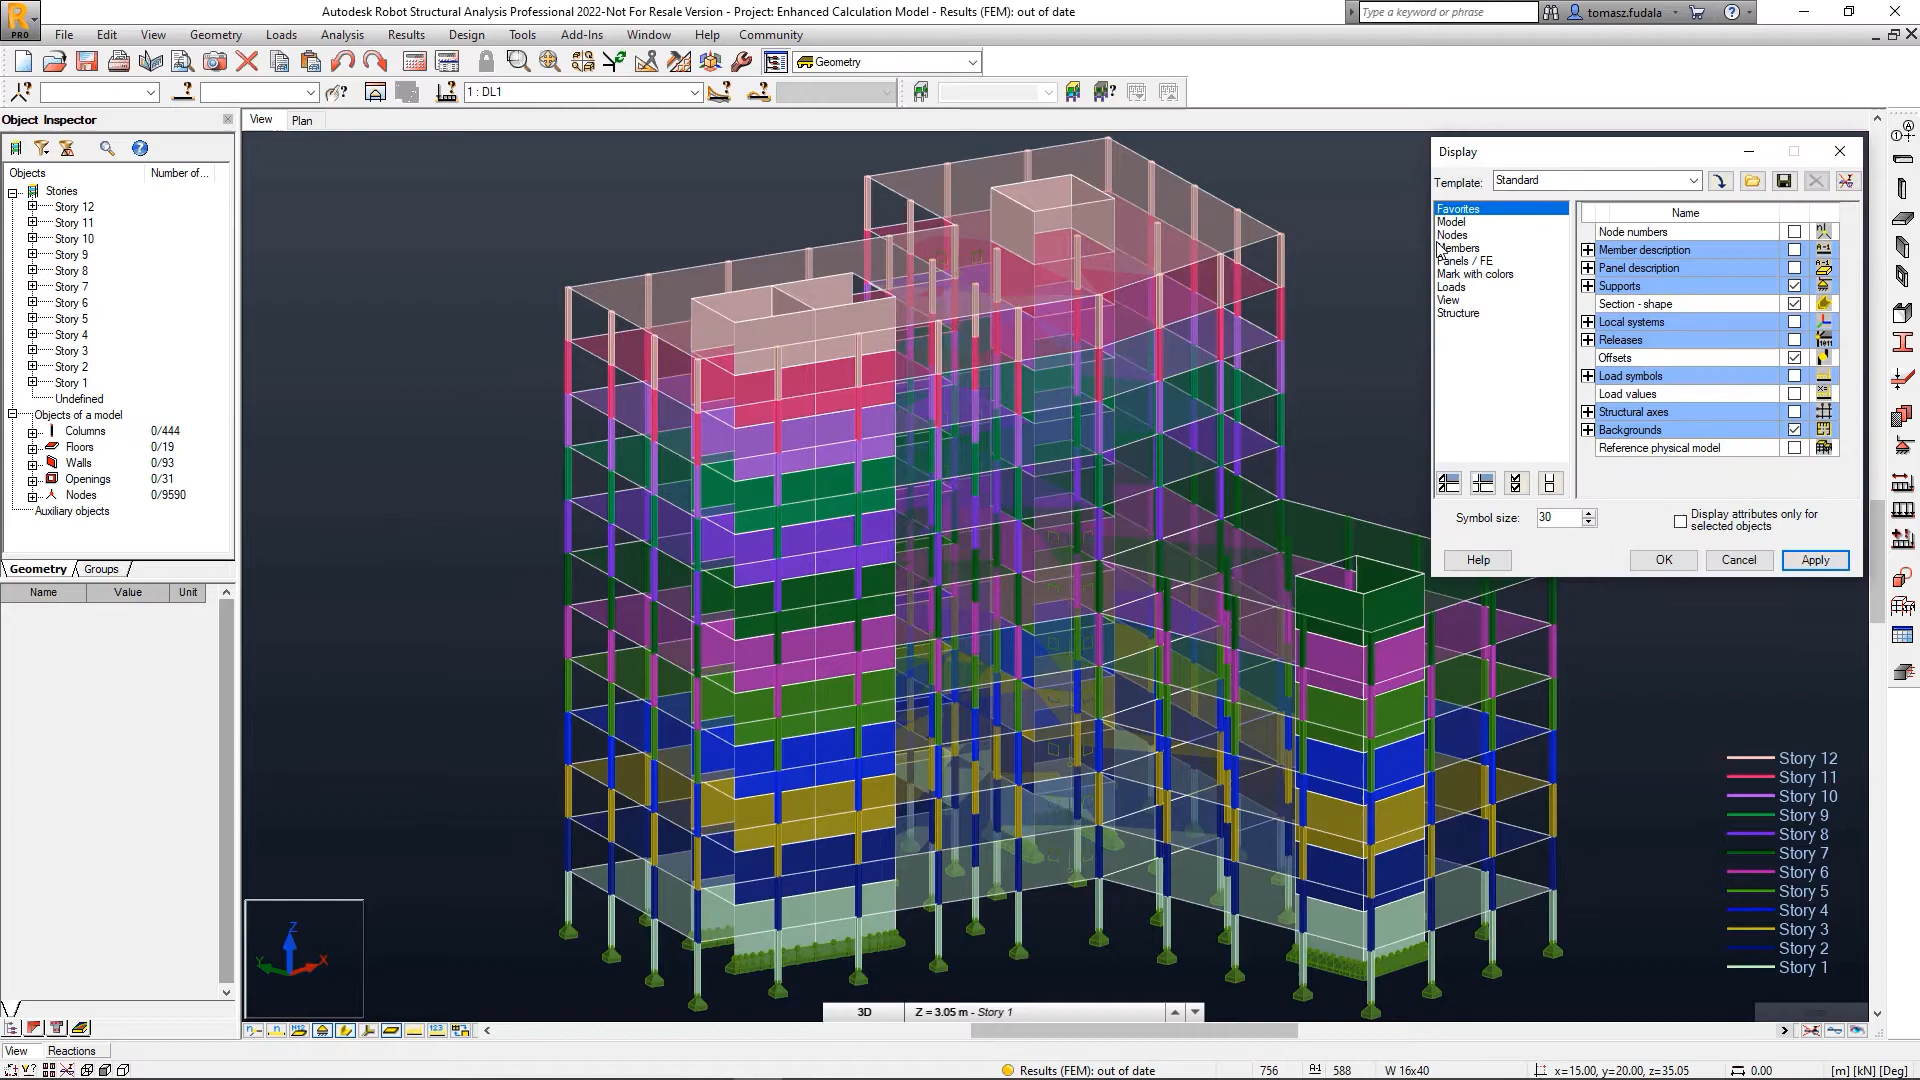 R
PRO
Autodesk Robot Structural Analysis Professional 2022-Not For Resale Version - Project: Enhanced Calculation Model - Results (FEM): out of date
Type a keyword or phrase
tomasz.fudala
File Edit View Geometry Loads Analysis Results Design Tools Add-Ins Window Help Community
Geometry
1 : DL1
Object Inspector
View Plan
Objects Number of...
Stories
Story 12
Story 11
Story 10
Story 9
Story 8
Story 7
Story 6
Story 5
Story 4
Story 3
Story 2
Story 1
Undefined
Objects of a model
Columns 0/444
Floors 0/19
Walls 0/93
Openings 0/31
Nodes 0/9590
Auxiliary objects
Geometry Groups
Name Value Unit
Display
Template: Standard
Favorites
Model
Nodes
Members
Panels / FE
Mark with colors
Loads
View
Structure
Name
Node numbers
Member description
Panel description
Supports
Section - shape
Local systems
Releases
Offsets
Load symbols
Load values
Structural axes
Backgrounds
Reference physical model
Symbol size: 30
Display attributes only for
selected objects
Help OK Cancel Apply
Story 12
Story 11
Story 10
Story 9
Story 8
Story 7
Story 6
Story 5
Story 4
Story 3
Story 2
Story 1
Z
Y X
3D Z = 3.05 m - Story 1
View Reactions
Results (FEM): out of date 756 588 W 16x40 x=15.00, y=20.00, z=35.05 0.00 [m] [kN] [Deg]